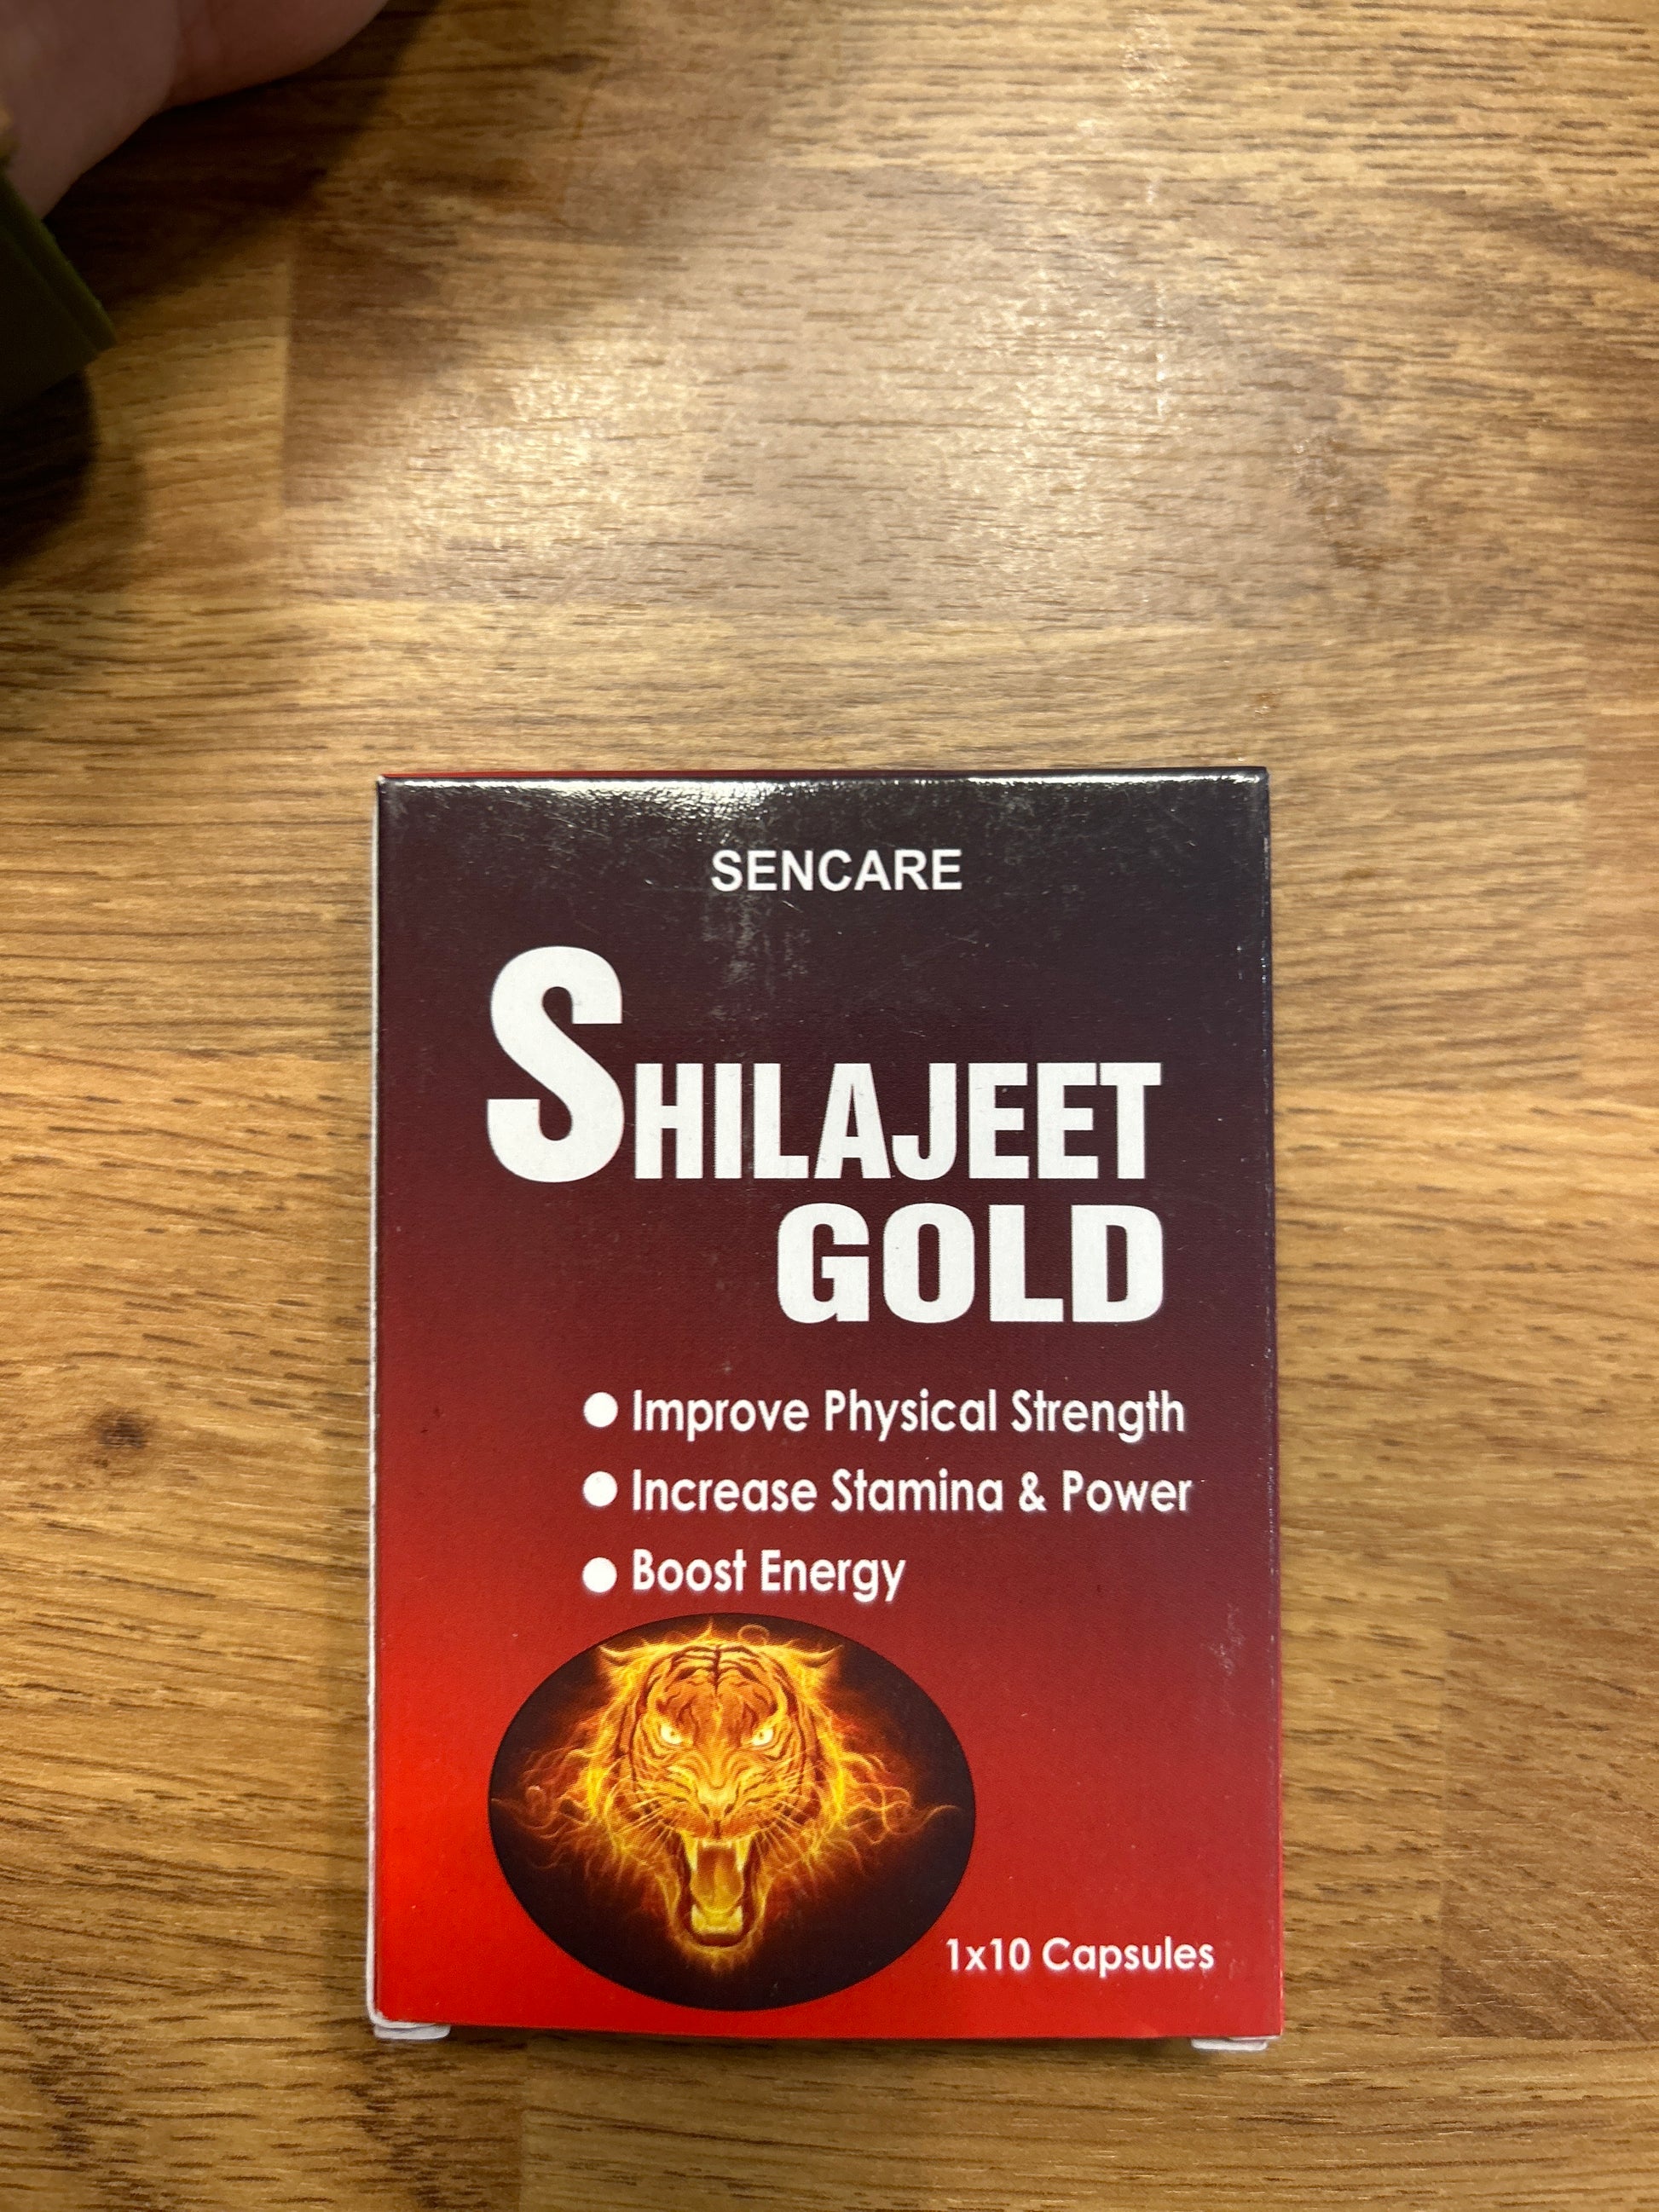 SENCARE
SHILAJEET
GOLD
● Improve Physical Strength
● Increase Stamina & Power
● Boost Energy
1x10 Capsules